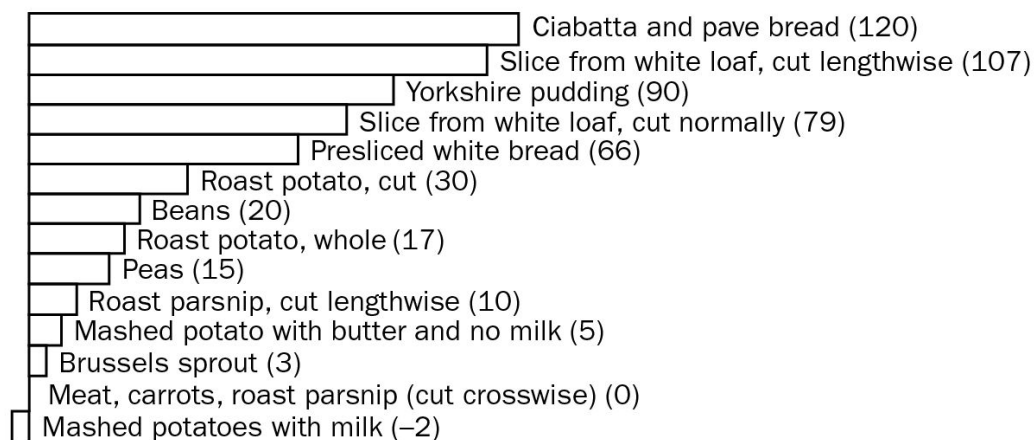 Ciabatta and pave bread (120)
Slice from white loaf, cut lengthwise (107)
Yorkshire pudding (90)
Slice from white loaf, cut normally (79)
Presliced white bread (66)
Roast potato, cut (30)
Beans (20)
Roast potato, whole (17)
Peas (15)
Roast parsnip, cut lengthwise (10)
Mashed potato with butter and no milk (5)
Brussels sprout (3)
Meat, carrots, roast parsnip (cut crosswise) (0)
Mashed potatoes with milk (–2)